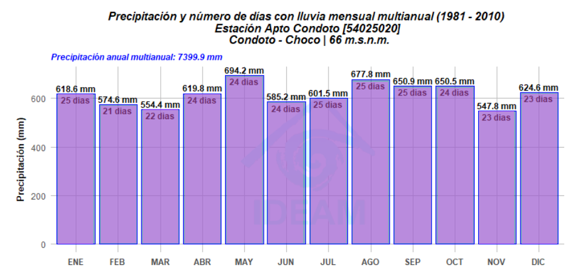 Precipitación y número de días con lluvia mensual multianual (1981 - 2010)
Estación Apto Condoto [54025020]
Condoto - Choco | 66 m.s.n.m.
Precipitación anual multianual: 7399.9 mm
Precipitación (mm)
600
400
200
0
618.6 mm
25 días
574.6 mm
21 días
554.4 mm
22 días
619.8 mm
24 días
694.2 mm
24 días
585.2 mm
24 días
601.5 mm
25 días
677.8 mm
25 días
650.9 mm
25 días
650.5 mm
24 días
547.8 mm
23 días
624.6 mm
23 días
IDEAM
ENE FEB MAR ABR MAY JUN JUL AGO SEP OCT NOV DIC